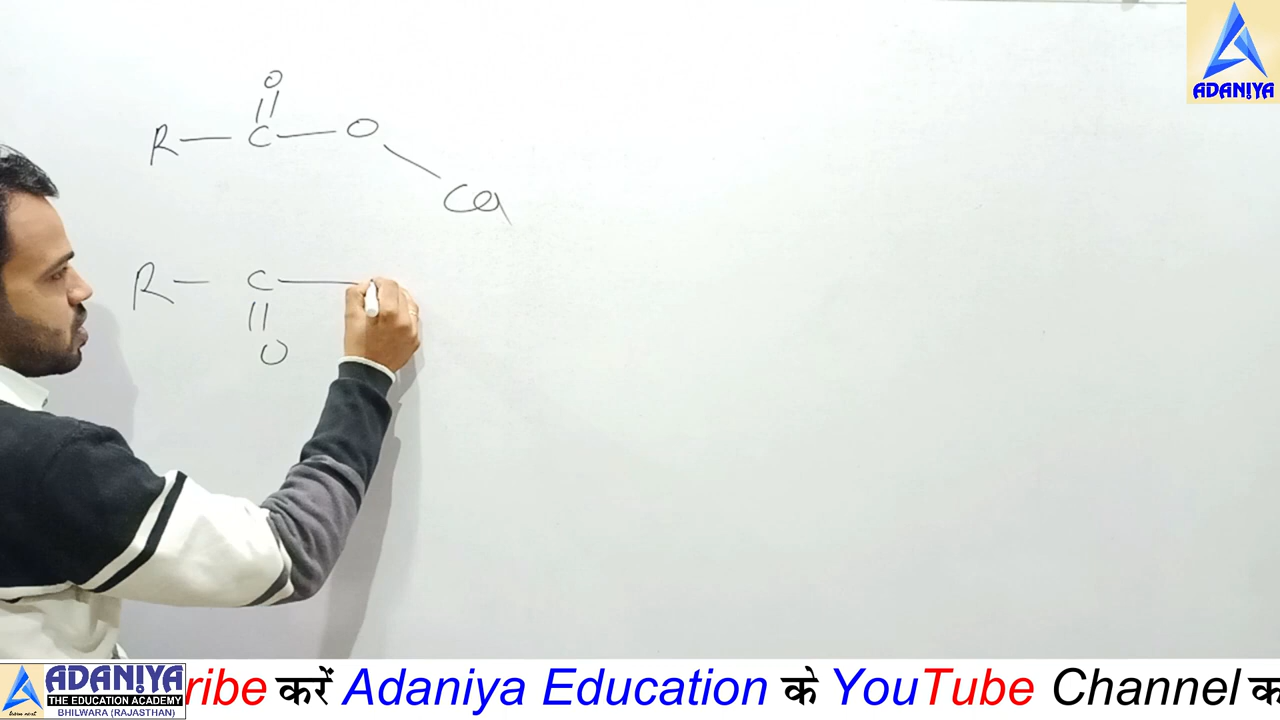 ADANIYA
O
||
R — C — O
Ca
R — C —
||
O
ADANIYA
THE EDUCATION ACADEMY
BHILWARA (RAJASTHAN)
ribe करें Adaniya Education के YouTube Channel क